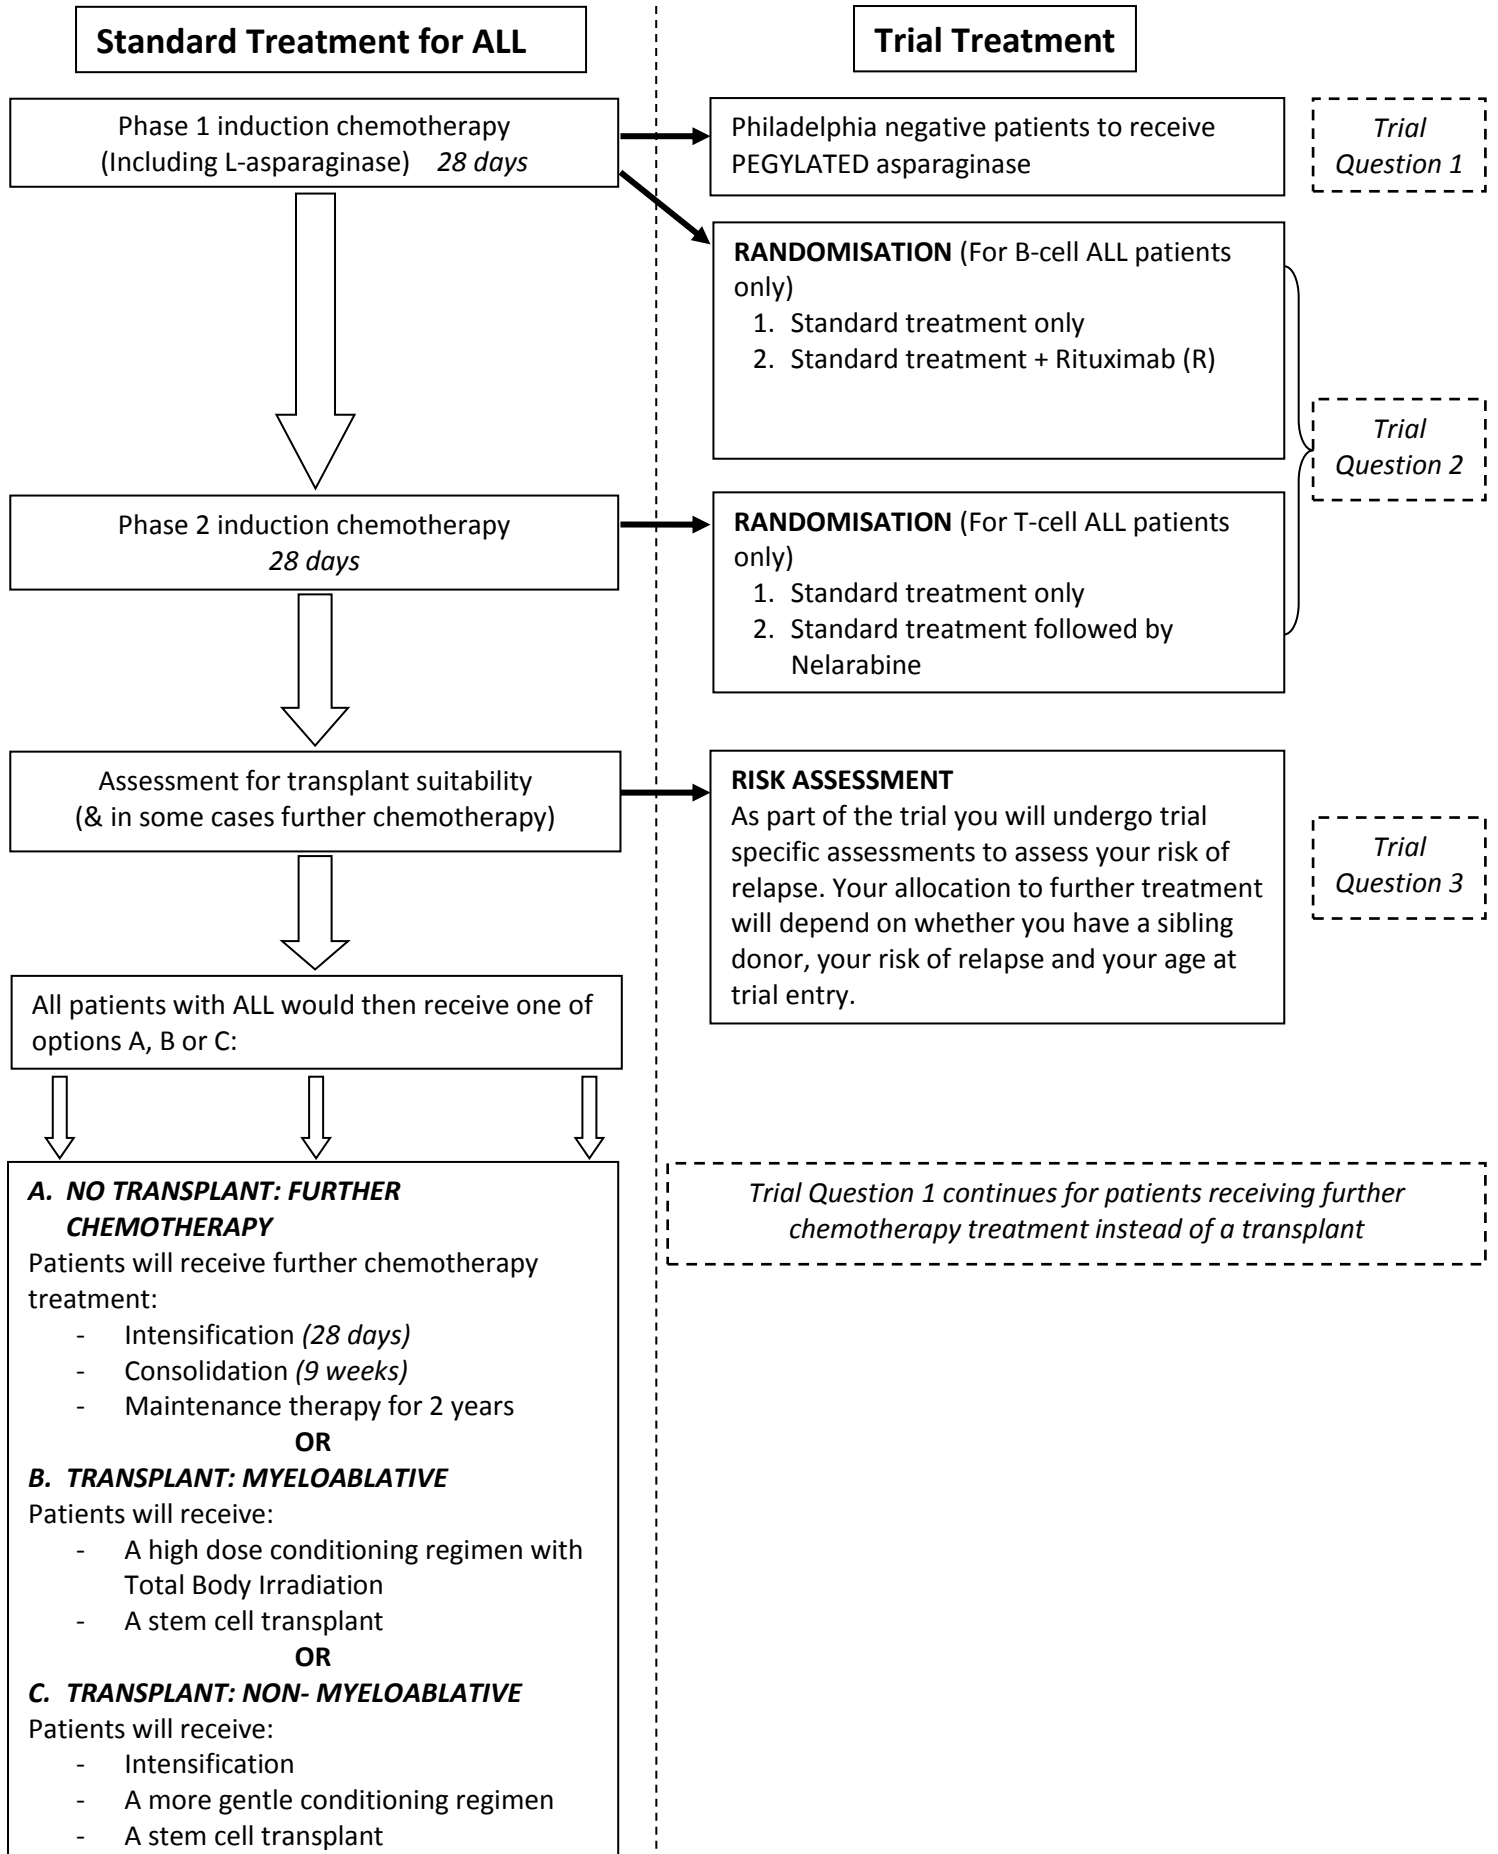 Standard Treatment for ALL
Trial Treatment
Phase 1 induction chemotherapy
(Including L-asparaginase) 28 days
Philadelphia negative patients to receive
PEGYLATED asparaginase
Trial
Question 1
RANDOMISATION (For B-cell ALL patients
only)
1. Standard treatment only
2. Standard treatment + Rituximab (R)
Trial
Question 2
Phase 2 induction chemotherapy
28 days
RANDOMISATION (For T-cell ALL patients
only)
1. Standard treatment only
2. Standard treatment followed by
Nelarabine
Assessment for transplant suitability
(& in some cases further chemotherapy)
RISK ASSESSMENT
As part of the trial you will undergo trial
specific assessments to assess your risk of
relapse. Your allocation to further treatment
will depend on whether you have a sibling
donor, your risk of relapse and your age at
trial entry.
Trial
Question 3
All patients with ALL would then receive one of
options A, B or C:
A. NO TRANSPLANT: FURTHER
CHEMOTHERAPY
Patients will receive further chemotherapy
treatment:
- Intensification (28 days)
- Consolidation (9 weeks)
- Maintenance therapy for 2 years
OR
B. TRANSPLANT: MYELOABLATIVE
Patients will receive:
- A high dose conditioning regimen with
Total Body Irradiation
- A stem cell transplant
OR
C. TRANSPLANT: NON- MYELOABLATIVE
Patients will receive:
- Intensification
- A more gentle conditioning regimen
- A stem cell transplant
Trial Question 1 continues for patients receiving further
chemotherapy treatment instead of a transplant